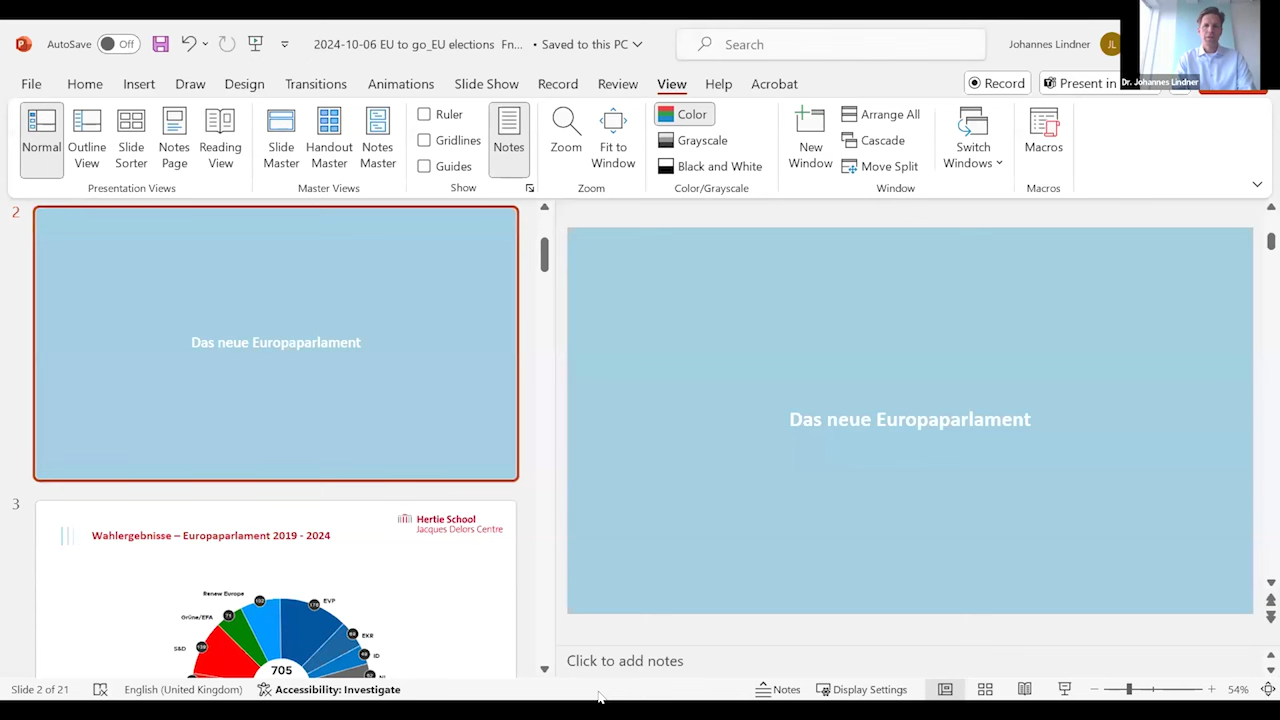 AutoSave Off
2024-10-06 EU to go_EU elections Fn... • Saved to this PC
Search
Johannes Lindner JL
Dr. Johannes Lindner
File Home Insert Draw Design Transitions Animations Slide Show Record Review View Help Acrobat
Record Present in
Normal
Outline View
Slide Sorter
Notes Page
Reading View
Presentation Views
Slide Master
Handout Master
Notes Master
Master Views
Ruler
Gridlines
Guides
Show
Notes
Zoom
Fit to Window
Zoom
Color
Grayscale
Black and White
Color/Grayscale
New Window
Arrange All
Cascade
Move Split
Switch Windows
Window
Macros
Macros
2
Das neue Europaparlament
3
Hertie School
Jacques Delors Centre
Wahlergebnisse – Europaparlament 2019 - 2024
Renew Europe
EVP
Grüne/EFA
EKR
S&D
ID
705
Das neue Europaparlament
Click to add notes
Slide 2 of 21 English (United Kingdom) Accessibility: Investigate Notes Display Settings 54%